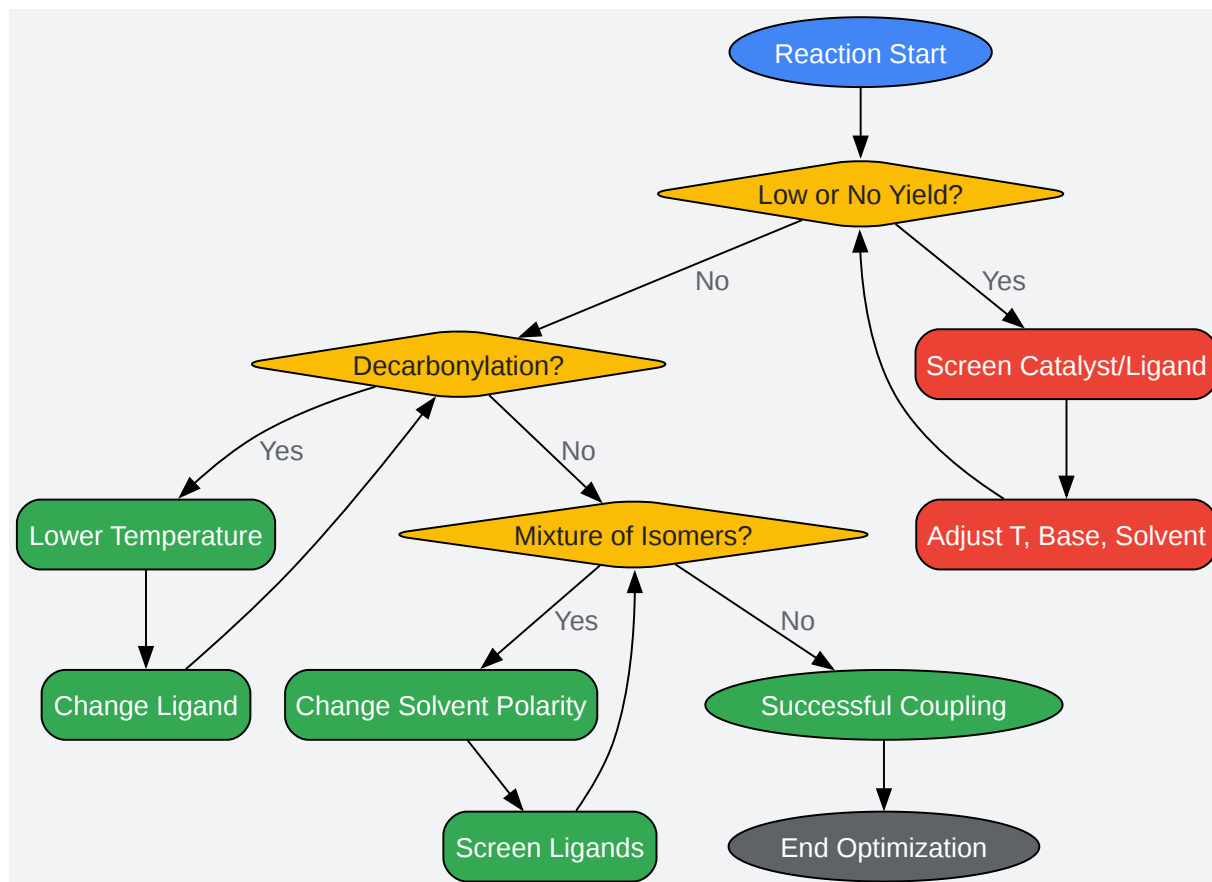 Reaction Start
Low or No Yield?
No
Yes
Decarbonylation?
Screen Catalyst/Ligand
Yes
No
Lower Temperature
Mixture of Isomers?
Adjust T, Base, Solvent
Yes
No
Change Ligand
Change Solvent Polarity
Successful Coupling
Screen Ligands
End Optimization